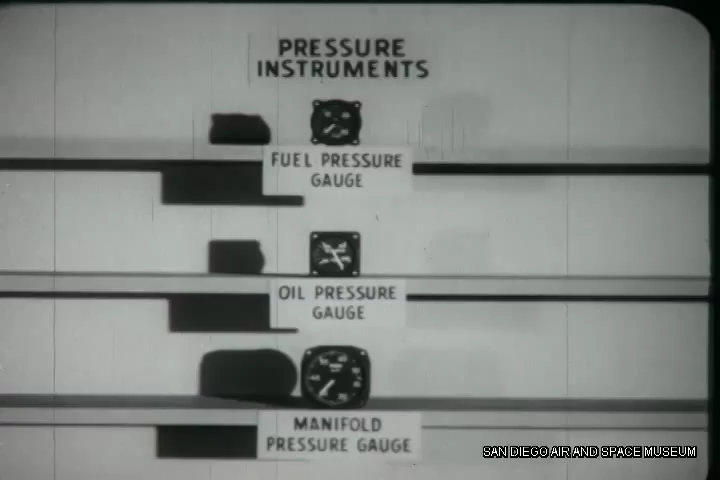 PRESSURE
INSTRUMENTS
FUEL PRESSURE
GAUGE
OIL PRESSURE
GAUGE
MANIFOLD
PRESSURE GAUGE
SAN DIEGO AIR AND SPACE MUSEUM